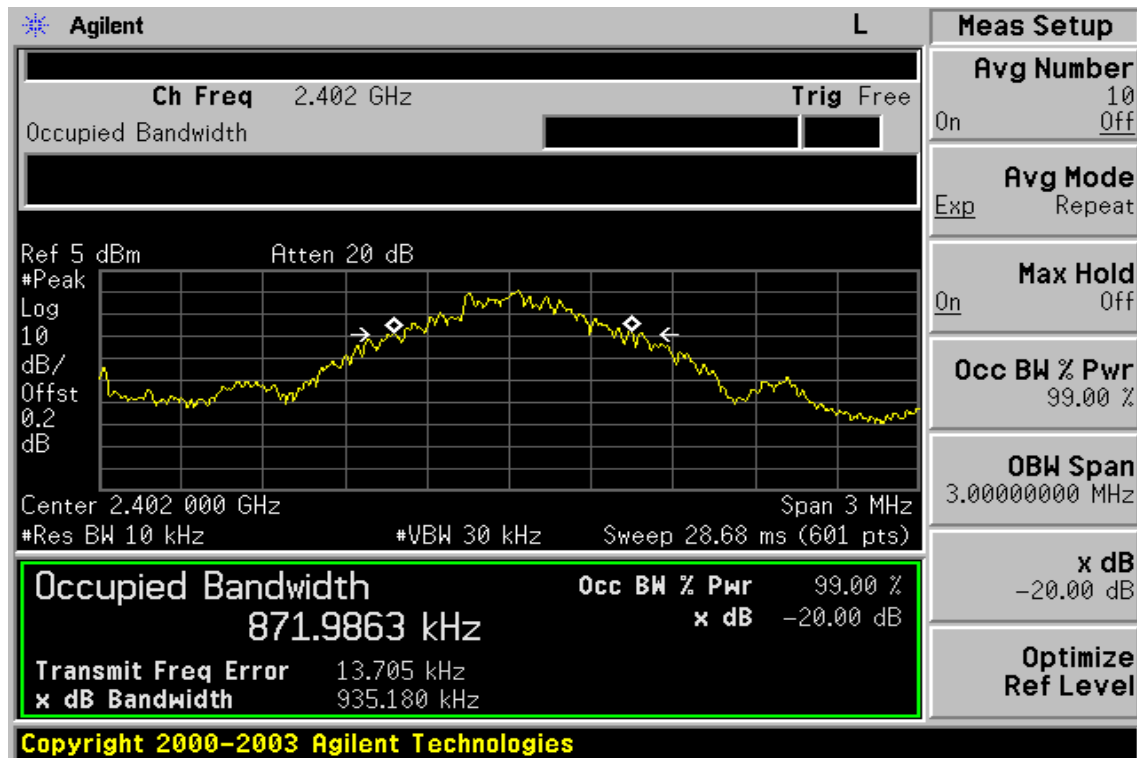 Agilent L
Ch Freq 2.402 GHz Trig Free
Occupied Bandwidth
Ref 5 dBm Atten 20 dB
#Peak
Log
10
dB/
Offst
0.2
dB
Center 2.402 000 GHz Span 3 MHz
#Res BW 10 kHz #VBW 30 kHz Sweep 28.68 ms (601 pts)
Occupied Bandwidth Occ BW % Pwr 99.00 %
871.9863 kHz x dB -20.00 dB
Transmit Freq Error 13.705 kHz
x dB Bandwidth 935.180 kHz
Copyright 2000-2003 Agilent Technologies
Meas Setup
Avg Number
10
On Off
Avg Mode
Exp Repeat
Max Hold
On Off
Occ BW % Pwr
99.00 %
OBW Span
3.00000000 MHz
x dB
-20.00 dB
Optimize
Ref Level